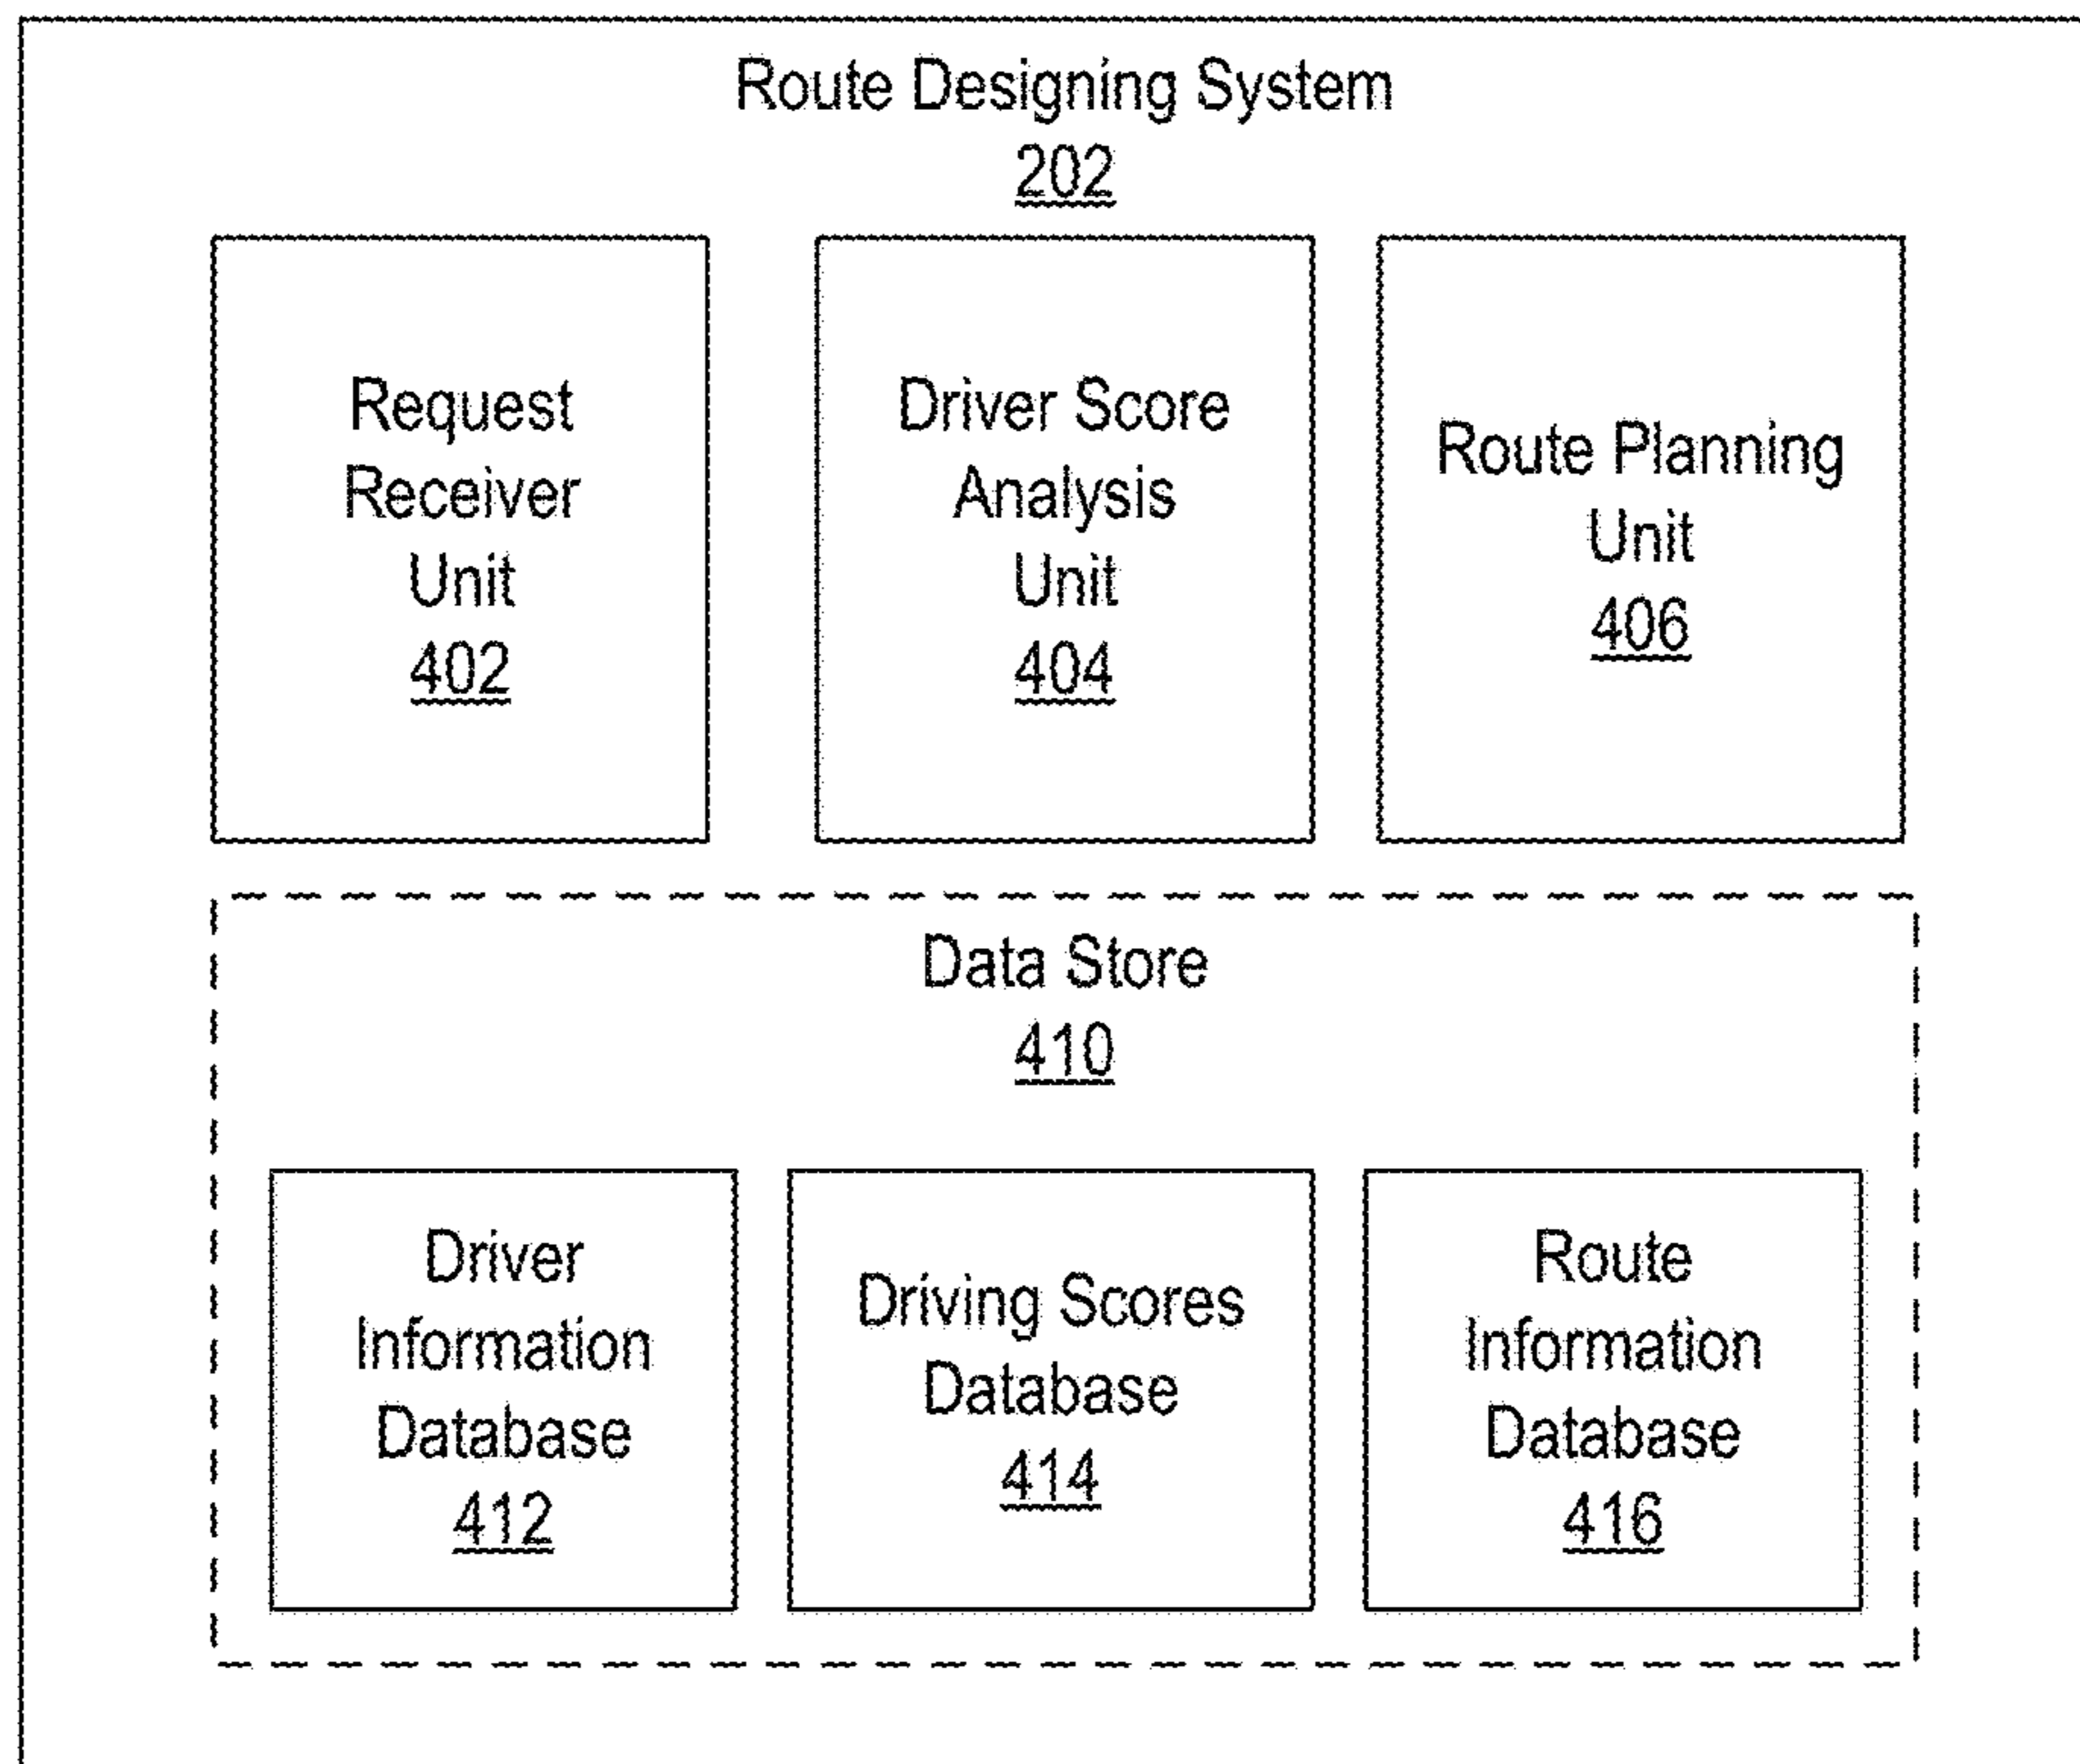 Route Designing System
202
Request
Receiver
Unit
402
Driver Score
Analysis
Unit
404
Route Planning
Unit
406
Data Store
410
Driver
Information
Database
412
Driving Scores
Database
414
Route
Information
Database
416